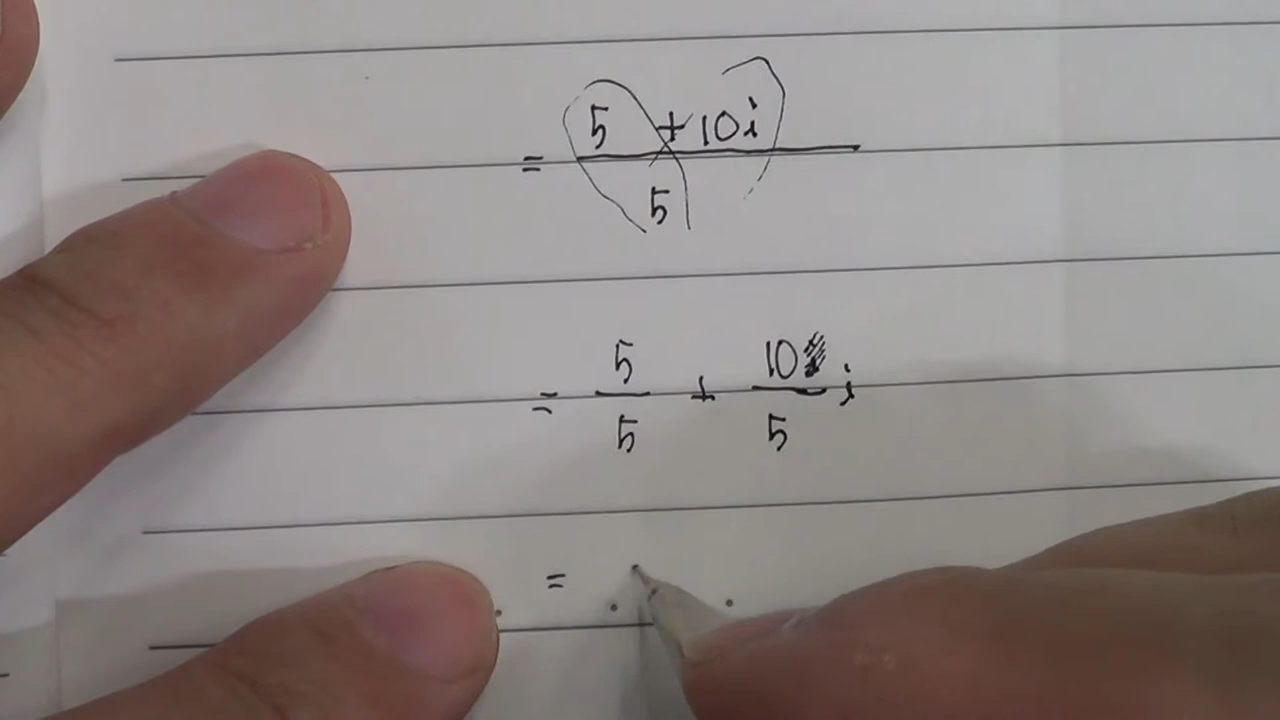 = 5 + 10i
5
= 5/5 + 10/5 i
=